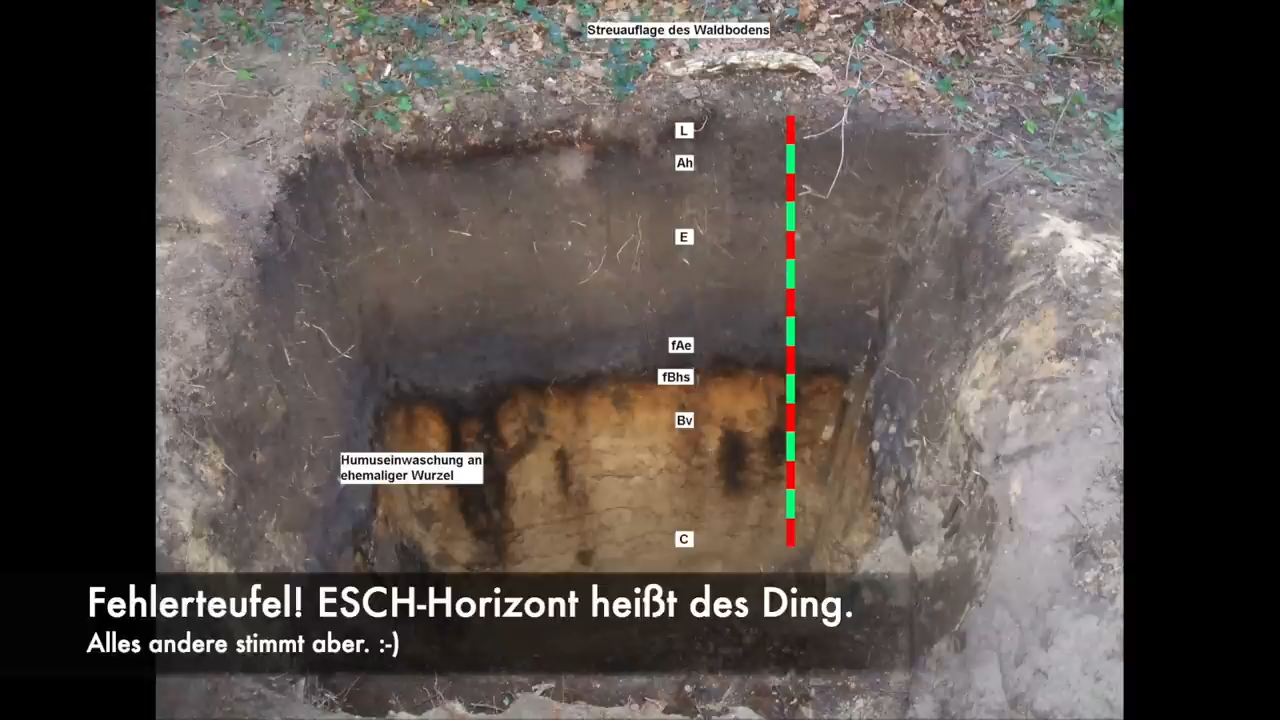 Streuauflage des Waldbodens
L
Ah
E
fAe
fBhs
Bv
Humuseinwaschung an
ehemaliger Wurzel
C
Fehlerteufel! ESCH-Horizont heißt des Ding.
Alles andere stimmt aber. :-)